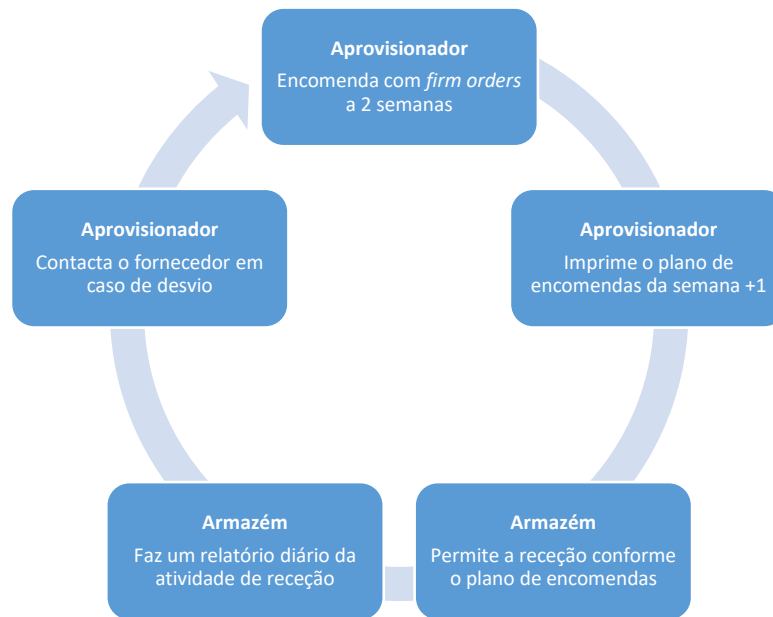 Aprovisionador
Encomenda com firm orders
a 2 semanas
Aprovisionador
Imprime o plano de
encomendas da semana +1
Armazém
Permite a receção conforme
o plano de encomendas
Armazém
Faz um relatório diário da
atividade de receção
Aprovisionador
Contacta o fornecedor em
caso de desvio